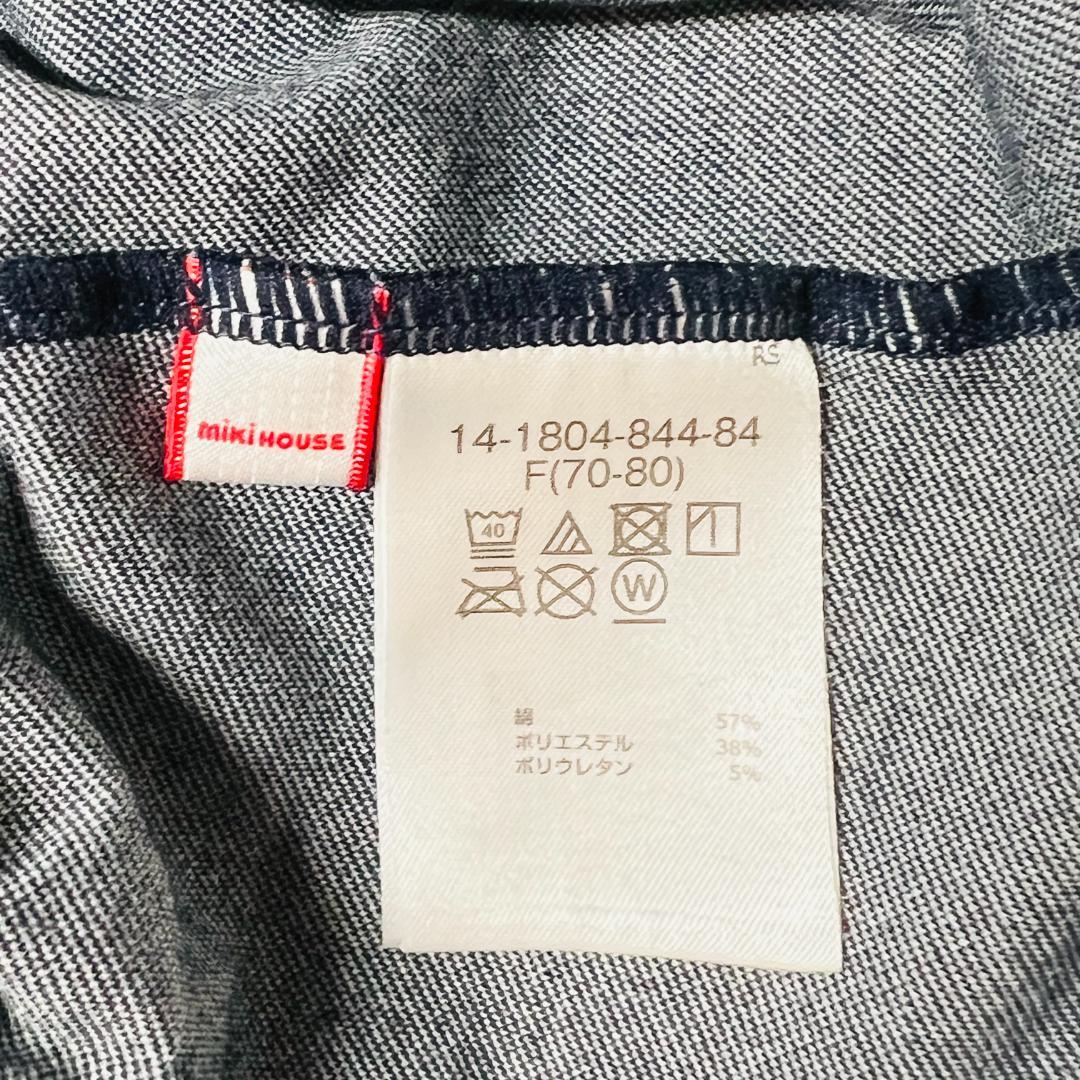 RS
miKiHOUSE
14-1804-844-84
F(70-80)
40
W
綿 57%
ポリエステル 38%
ポリウレタン 5%